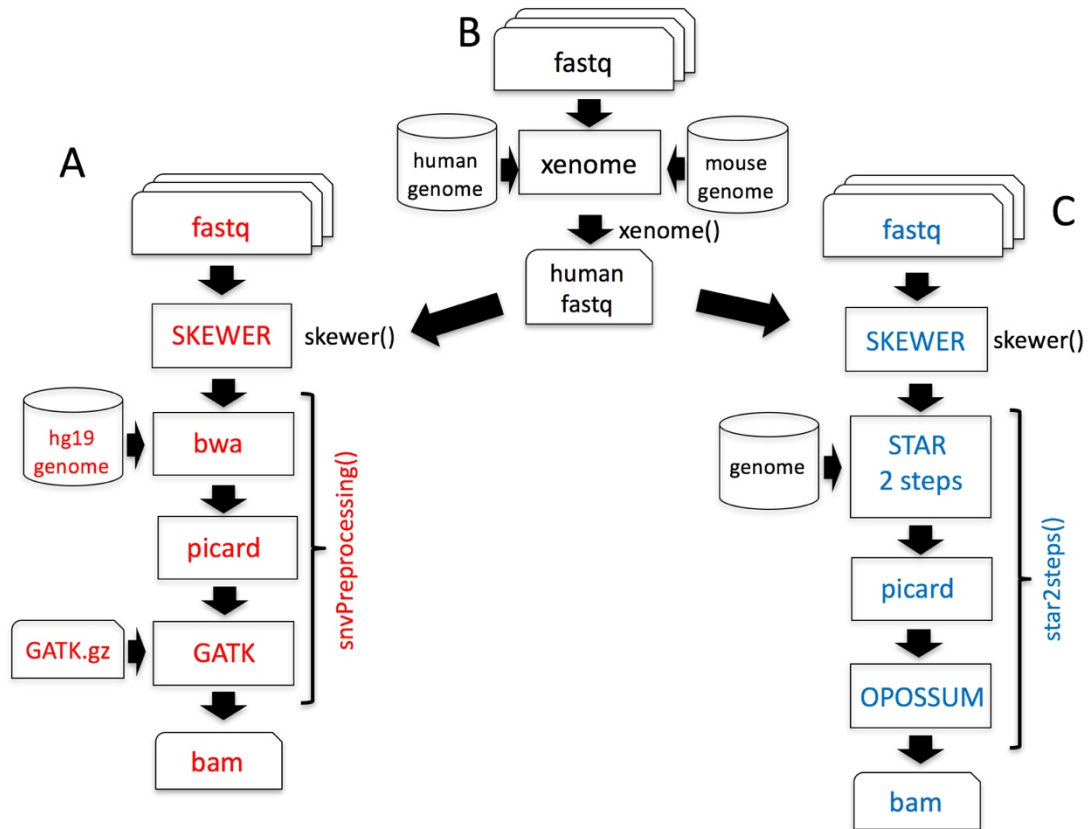 B
fastq
human
genome
xenome
mouse
genome
xenome()
human
fastq
A
fastq
SKEWER
skewer()
hg19
genome
bwa
picard
GATK.gz
GATK
snvPreprocessing()
bam
C
fastq
SKEWER
skewer()
genome
STAR
2 steps
picard
OPOSSUM
star2steps()
bam